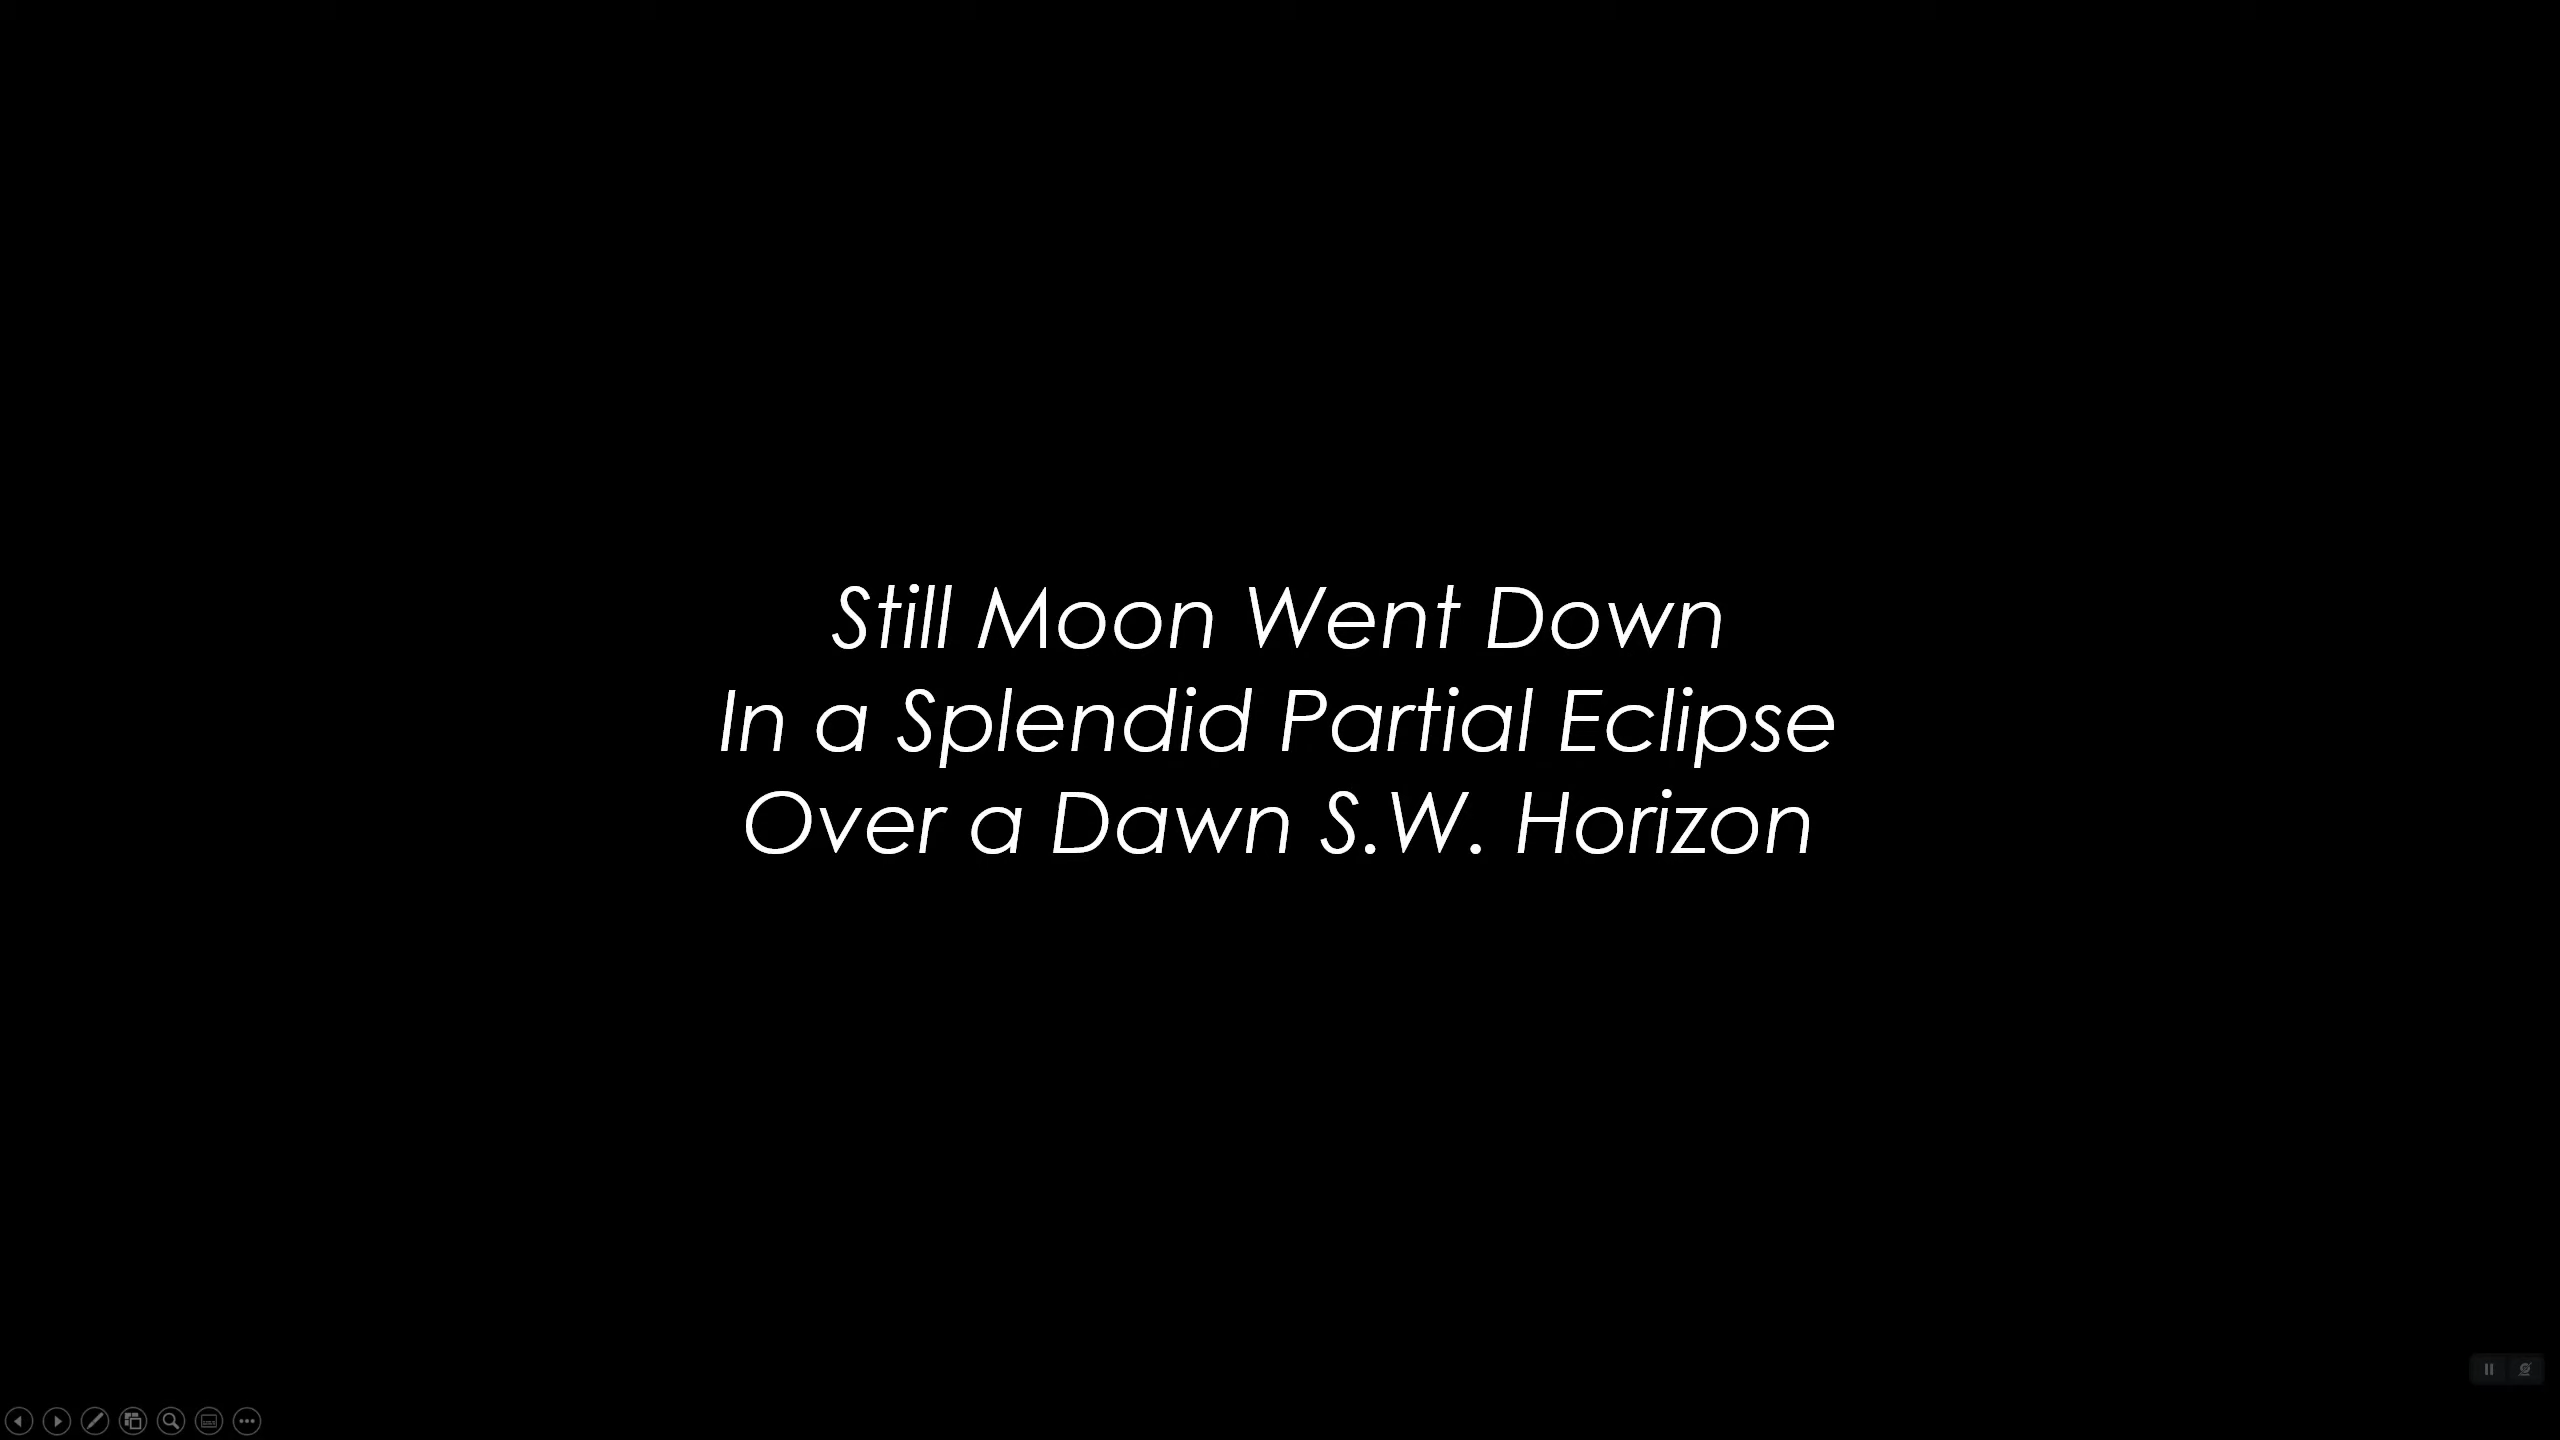 Still Moon Went Down
In a Splendid Partial Eclipse
Over a Dawn S.W. Horizon